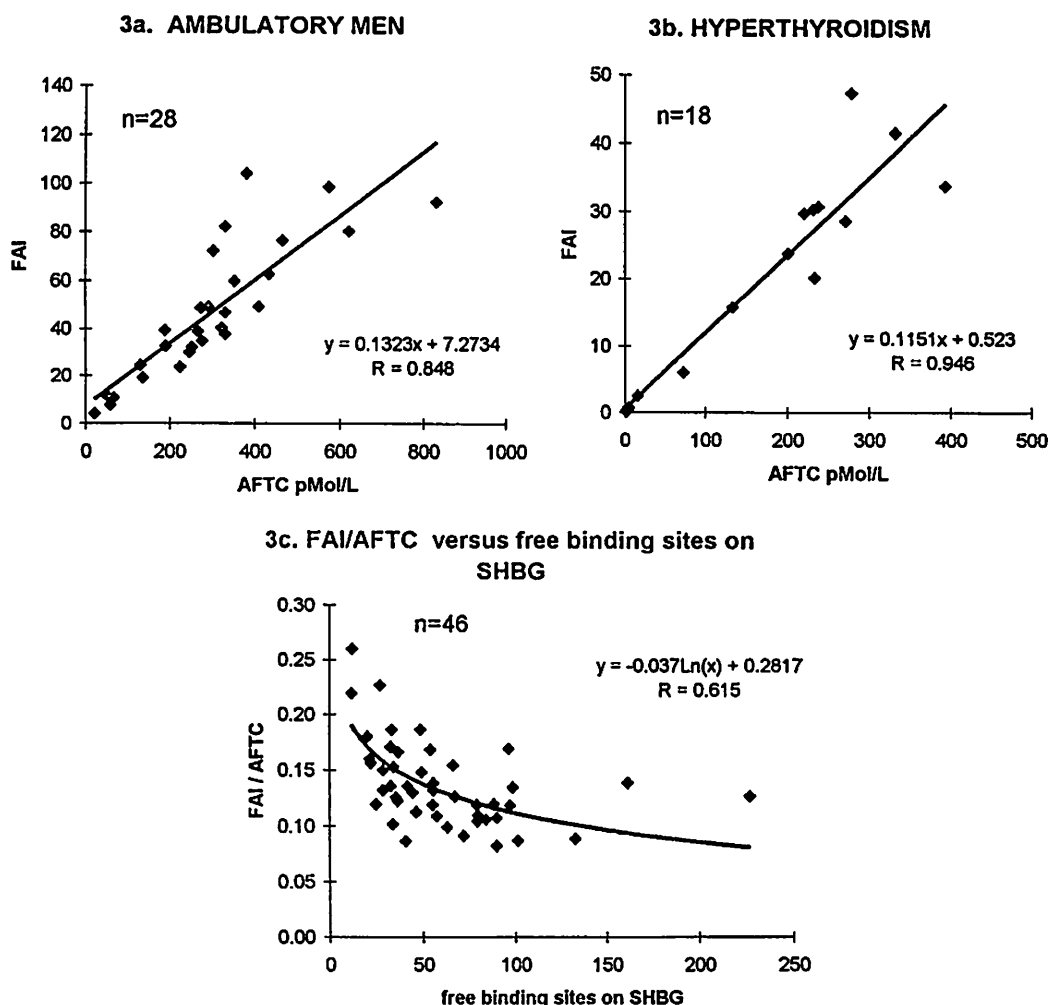 3a. AMBULATORY MEN
140
120
100
80
60
40
20
0
FAI
n=28
y = 0.1323x + 7.2734
R = 0.848
0 200 400 600 800 1000
AFTC pMol/L
3b. HYPERTHYROIDISM
50
40
30
20
10
0
FAI
n=18
y = 0.1151x + 0.523
R = 0.946
0 100 200 300 400 500
AFTC pMol/L
3c. FAI/AFTC versus free binding sites on
SHBG
0.30
0.25
0.20
0.15
0.10
0.05
0.00
FAI / AFTC
n=46
y = -0.037Ln(x) + 0.2817
R = 0.615
0 50 100 150 200 250
free binding sites on SHBG